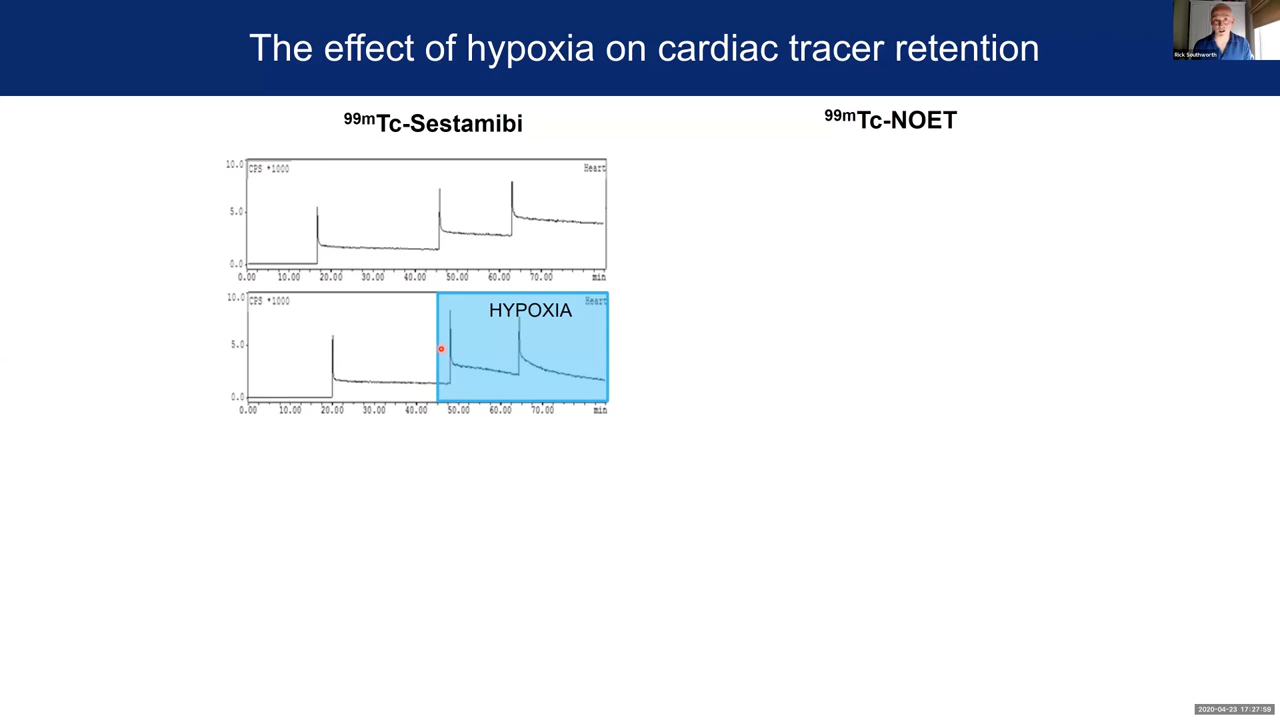 The effect of hypoxia on cardiac tracer retention
Rick Southworth
99mTc-Sestamibi
99mTc-NOET
10.0
CPS *1000
Heart
5.0
0.0
0.00 10.00 20.00 30.00 40.00 50.00 60.00 70.00 min
10.0
CPS *1000
HYPOXIA
Heart
5.0
0.0
0.00 10.00 20.00 30.00 40.00 50.00 60.00 70.00 min
2020-04-23 17:27:59